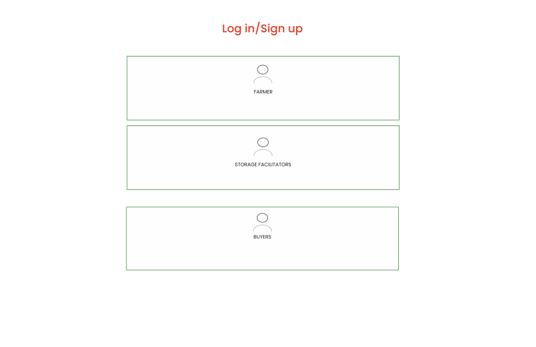 Log in/Sign up
FARMER
STORAGE FACILITATORS
BUYERS